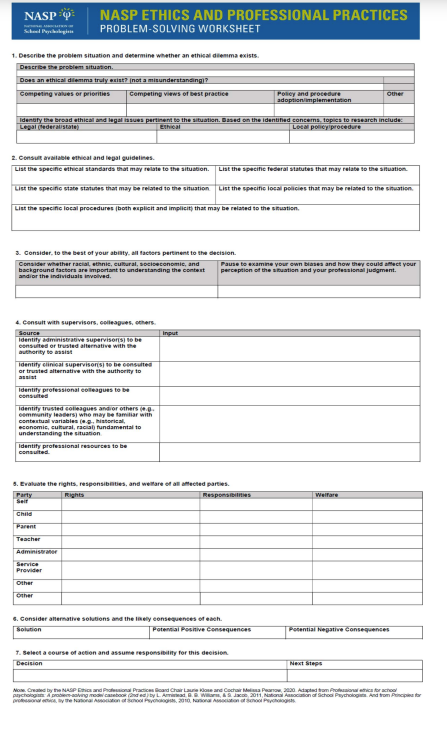 NASP
NATIONAL ASSOCIATION OF
School Psychologists
NASP ETHICS AND PROFESSIONAL PRACTICES
PROBLEM-SOLVING WORKSHEET
1. Describe the problem situation and determine whether an ethical dilemma exists.
Describe the problem situation.
Does an ethical dilemma truly exist? (not a misunderstanding)?
Competing values or priorities
Competing views of best practice
Policy and procedure
adoption/implementation
Other
Identify the broad ethical and legal issues pertinent to the situation. Based on the identified concerns, topics to research include:
Legal (federal/state)
Ethical
Local policy/procedure
2. Consult available ethical and legal guidelines.
List the specific ethical standards that may relate to the situation.
List the specific federal statutes that may relate to the situation.
List the specific state statutes that may be related to the situation.
List the specific local policies that may be related to the situation.
List the specific local procedures (both explicit and implicit) that may be related to the situation.
3. Consider, to the best of your ability, all factors pertinent to the decision.
Consider whether racial, ethnic, cultural, socioeconomic, and
background factors are important to understanding the context
and/or the individuals involved.
Pause to examine your own biases and how they could affect your
perception of the situation and your professional judgment.
4. Consult with supervisors, colleagues, others.
Source
Input
Identify administrative supervisor(s) to be
consulted or trusted alternative with the
authority to assist
Identify clinical supervisor(s) to be consulted
or trusted alternative with the authority to
assist
Identify professional colleagues to be
consulted
Identify trusted colleagues and/or others (e.g.,
community leaders) who may be familiar with
contextual variables (e.g., historical,
economic, cultural, racial) fundamental to
understanding the situation.
Identify professional resources to be
consulted.
5. Evaluate the rights, responsibilities, and welfare of all affected parties.
Party
Rights
Responsibilities
Welfare
Self
Child
Parent
Teacher
Administrator
Service
Provider
Other
Other
6. Consider alternative solutions and the likely consequences of each.
Solution
Potential Positive Consequences
Potential Negative Consequences
7. Select a course of action and assume responsibility for this decision.
Decision
Next Steps
Note. Created by the NASP Ethics and Professional Practices Board Chair Laurie Klose and Cochair Melissa Pearrow, 2020. Adapted from Professional ethics for school
psychologists: A problem-solving model casebook (2nd ed.) by L. Armistead, B. B. Williams, & S. Jacob, 2011, National Association of School Psychologists. And from Principles for
professional ethics, by the National Association of School Psychologists, 2010, National Association of School Psychologists.